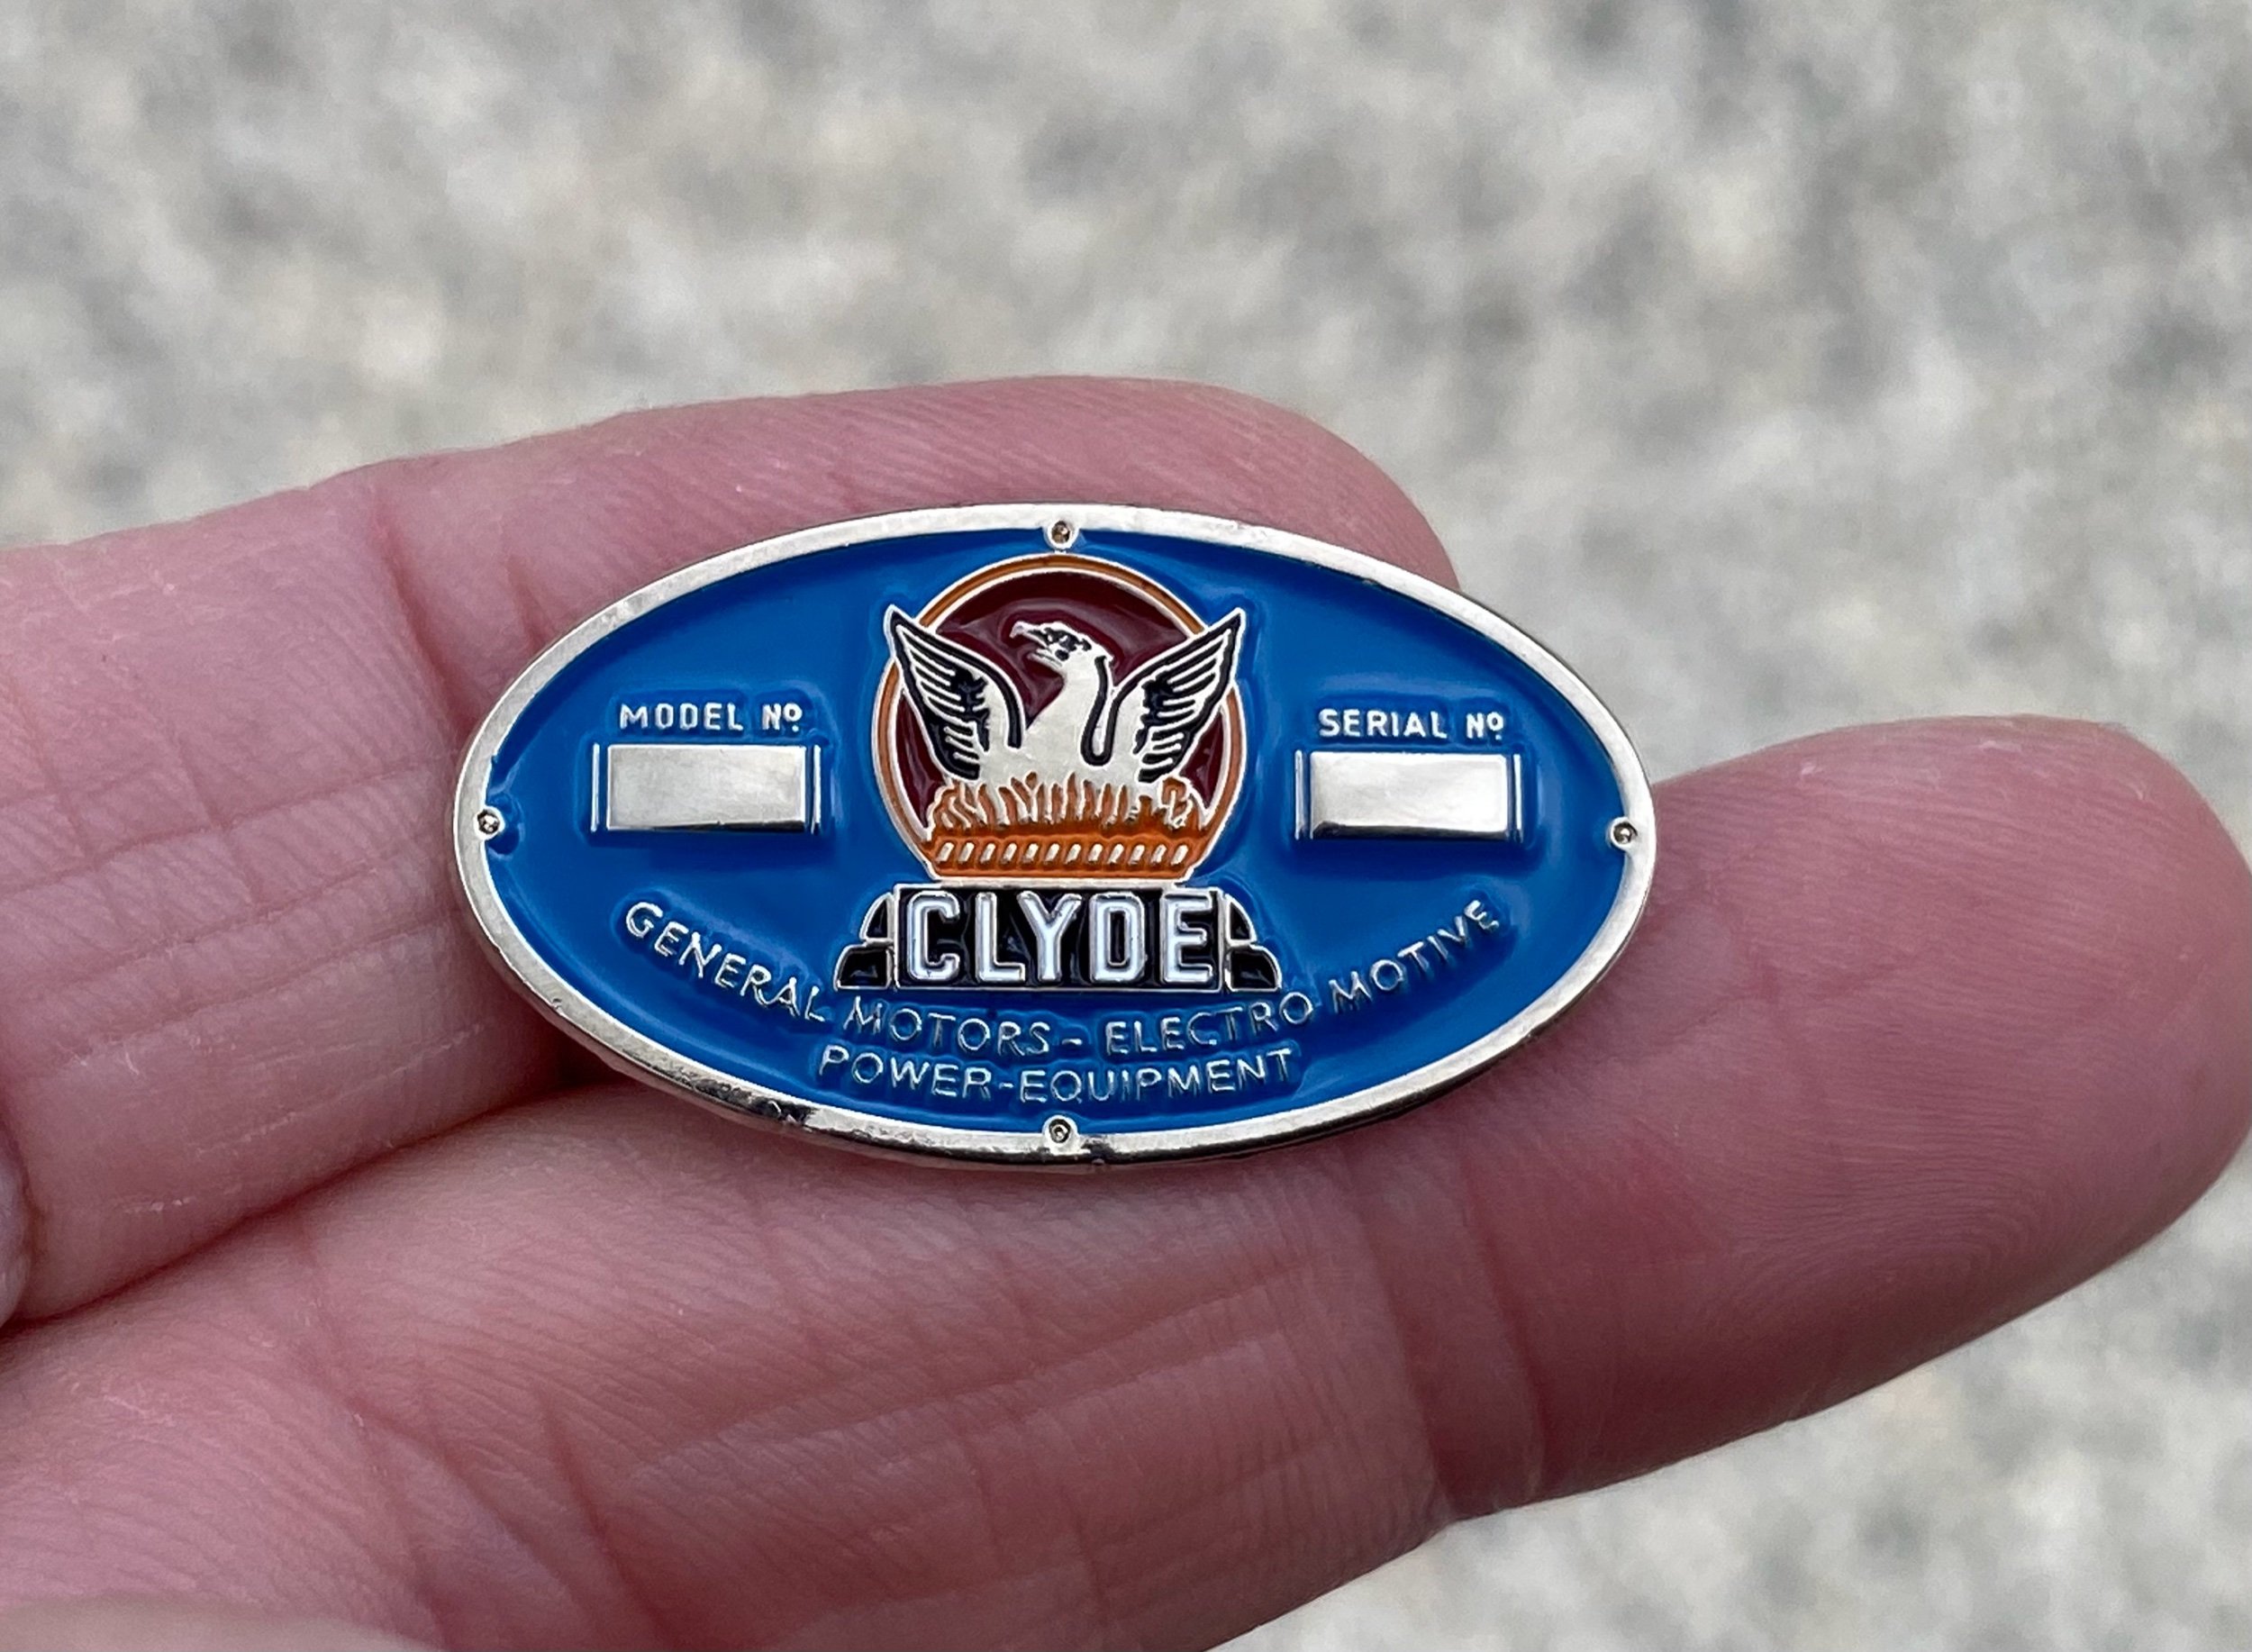 MODEL Nº
SERIAL Nº
CLYDE
GENERAL MOTORS - ELECTRO MOTIVE
POWER-EQUIPMENT